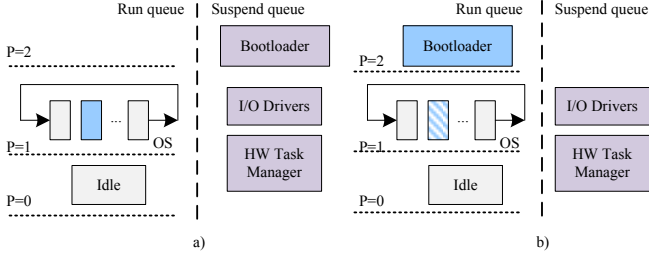 Run queue
Suspend queue
P=2
Bootloader
...
I/O Drivers
P=1
OS
HW Task
Manager
Idle
P=0
a)
Run queue
Suspend queue
P=2
Bootloader
...
I/O Drivers
P=1
OS
HW Task
Manager
Idle
P=0
b)